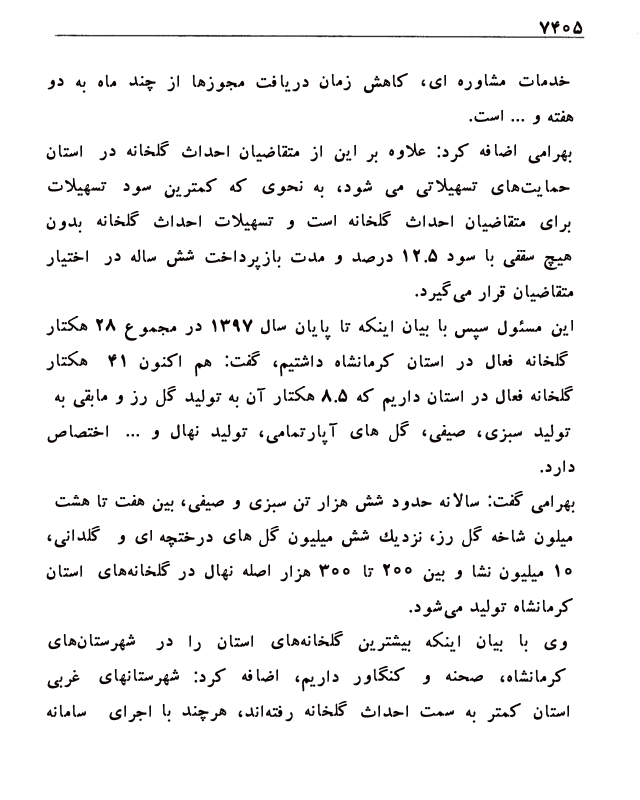 ۷۴۰۵
خدمات مشاوره ای، کاهش زمان دریافت مجوزها از چند ماه به دو
هفته و ... است.
بهرامی اضافه کرد: علاوه بر این از متقاضیان احداث گلخانه در استان
حمایت‌های تسهیلاتی می شود، به نحوی که کمترین سود تسهیلات
برای متقاضیان احداث گلخانه است و تسهیلات احداث گلخانه بدون
هیچ سقفی با سود ۱۲.۵ درصد و مدت بازپرداخت شش ساله در اختیار
متقاضیان قرار می‌گیرد.
این مسئول سپس با بیان اینکه تا پایان سال ۱۳۹۷ در مجموع ۲۸ هکتار
گلخانه فعال در استان کرمانشاه داشتیم، گفت: هم اکنون ۴۱ هکتار
گلخانه فعال در استان داریم که ۸.۵ هکتار آن به تولید گل رز و مابقی به
تولید سبزی، صیفی، گل های آپارتمامی، تولید نهال و ... اختصاص
دارد.
بهرامی گفت: سالانه حدود شش هزار تن سبزی و صیفی، بین هفت تا هشت
میلون شاخه گل رز، نزدیك شش میلیون گل های درختچه ای و گلدانی،
۱۰ میلیون نشا و بین ۲۰۰ تا ۳۰۰ هزار اصله نهال در گلخانه‌های استان
کرمانشاه تولید می‌شود.
وی با بیان اینکه بیشترین گلخانه‌های استان را در شهرستان‌های
کرمانشاه، صحنه و کنگاور داریم، اضافه کرد: شهرستانهای غربی
استان کمتر به سمت احداث گلخانه رفته‌اند، هرچند با اجرای سامانه